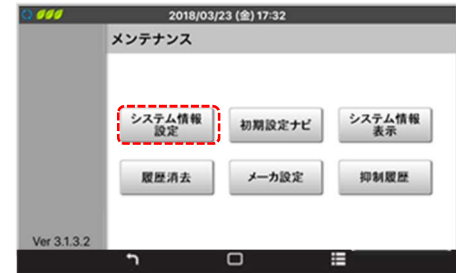 2018/03/23 (金) 17:32
メンテナンス
システム情報
設定
初期設定ナビ
システム情報
表示
履歴消去
メーカ設定
抑制履歴
Ver 3.1.3.2